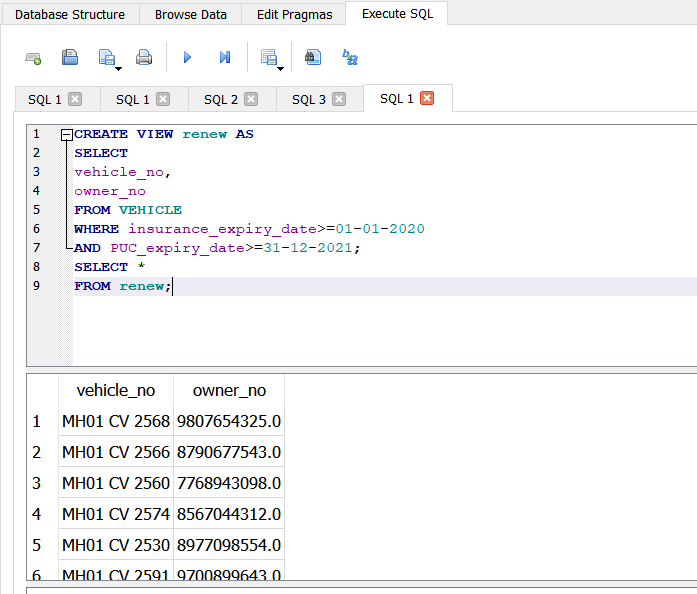 Database Structure Browse Data Edit Pragmas Execute SQL
SQL 1 SQL 1 SQL 2 SQL 3 SQL 1
1 CREATE VIEW renew AS
2 SELECT
3 vehicle_no,
4 owner_no
5 FROM VEHICLE
6 WHERE insurance_expiry_date>=01-01-2020
7 AND PUC_expiry_date>=31-12-2021;
8 SELECT *
9 FROM renew;
vehicle_no owner_no
1 MH01 CV 2568 9807654325.0
2 MH01 CV 2566 8790677543.0
3 MH01 CV 2560 7768943098.0
4 MH01 CV 2574 8567044312.0
5 MH01 CV 2530 8977098554.0
6 MH01 CV 2591 9700899643.0